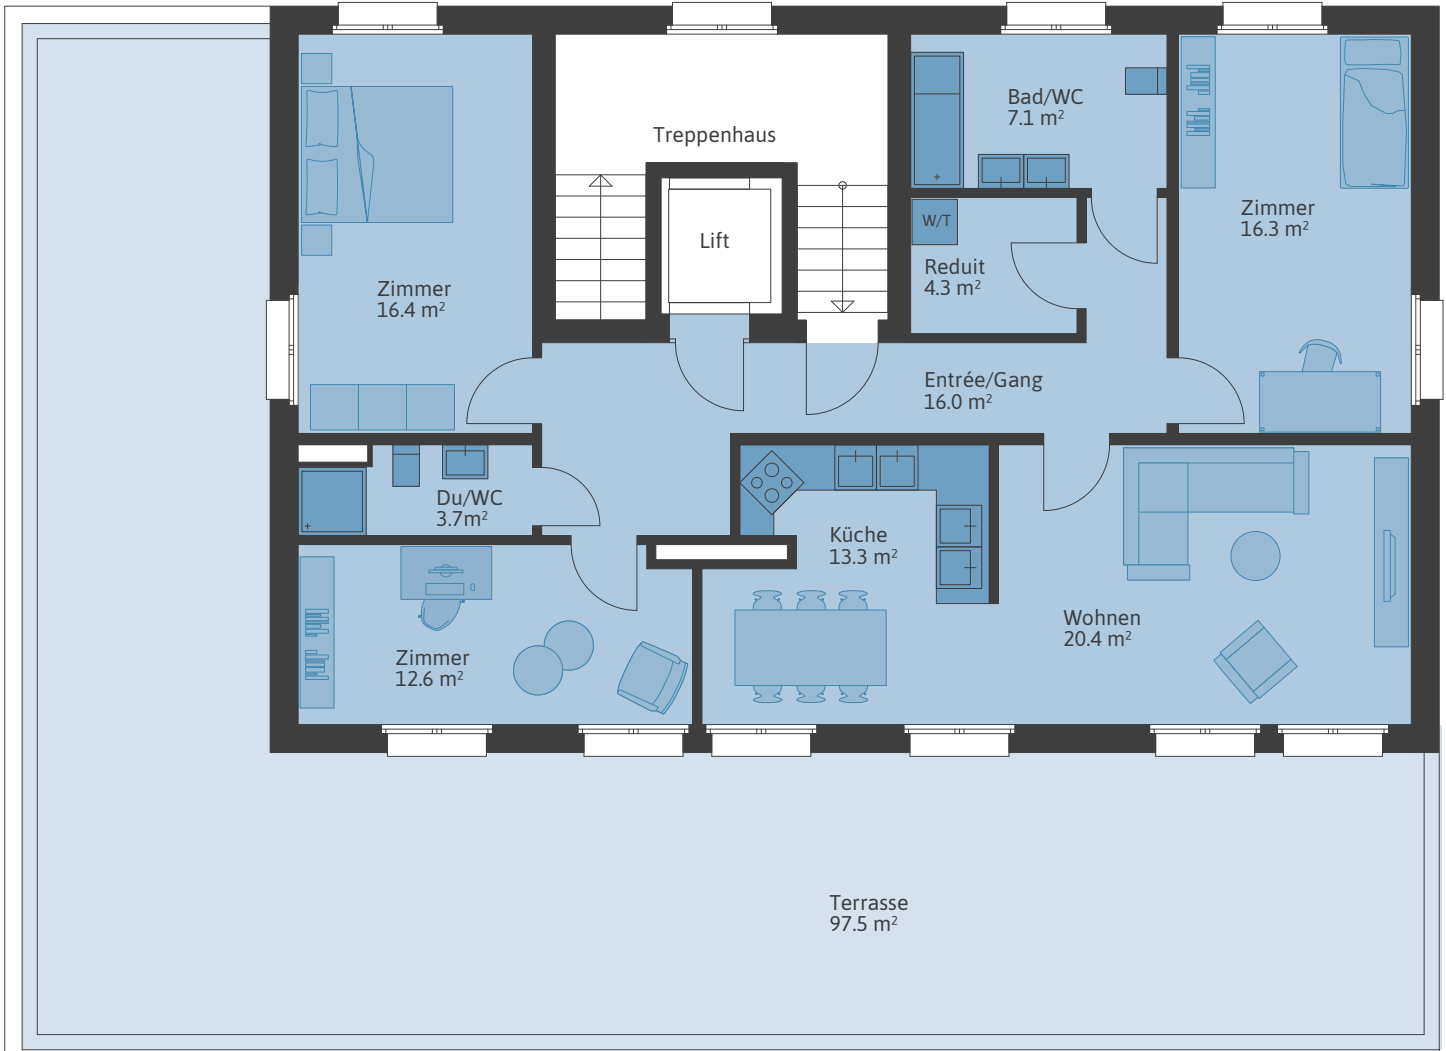 Treppenhaus
Lift
Bad/WC
7.1 m²
W/T
Reduit
4.3 m²
Zimmer
16.3 m²
Zimmer
16.4 m²
Entrée/Gang
16.0 m²
Du/WC
3.7m²
Küche
13.3 m²
Wohnen
20.4 m²
Zimmer
12.6 m²
Terrasse
97.5 m²